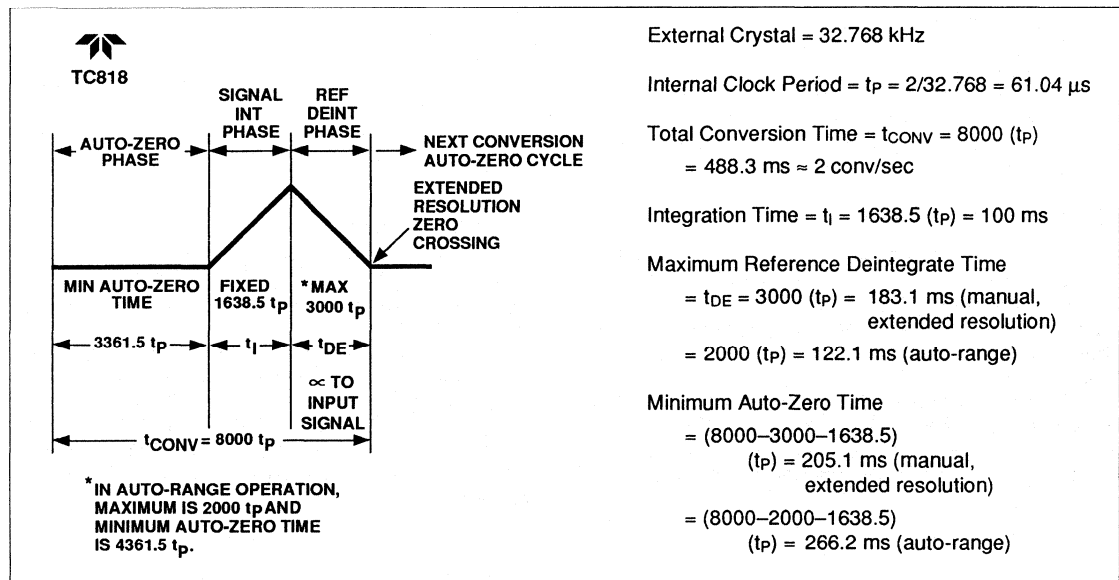 TC818
SIGNAL
INT
PHASE
REF
DEINT
PHASE
AUTO-ZERO
PHASE
NEXT CONVERSION
AUTO-ZERO CYCLE
EXTENDED
RESOLUTION
ZERO
CROSSING
MIN AUTO-ZERO
TIME
FIXED
1638.5 tP
*MAX
3000 tP
3361.5 tP
tI
tDE
∝ TO
INPUT
SIGNAL
tCONV = 8000 tP
*IN AUTO-RANGE OPERATION,
MAXIMUM IS 2000 tP AND
MINIMUM AUTO-ZERO TIME
IS 4361.5 tP.
External Crystal = 32.768 kHz
Internal Clock Period = tP = 2/32.768 = 61.04 µs
Total Conversion Time = tCONV = 8000 (tP)
= 488.3 ms ≈ 2 conv/sec
Integration Time = tI = 1638.5 (tP) = 100 ms
Maximum Reference Deintegrate Time
= tDE = 3000 (tP) = 183.1 ms (manual,
extended resolution)
= 2000 (tP) = 122.1 ms (auto-range)
Minimum Auto-Zero Time
= (8000–3000–1638.5)
(tP) = 205.1 ms (manual,
extended resolution)
= (8000–2000–1638.5)
(tP) = 266.2 ms (auto-range)